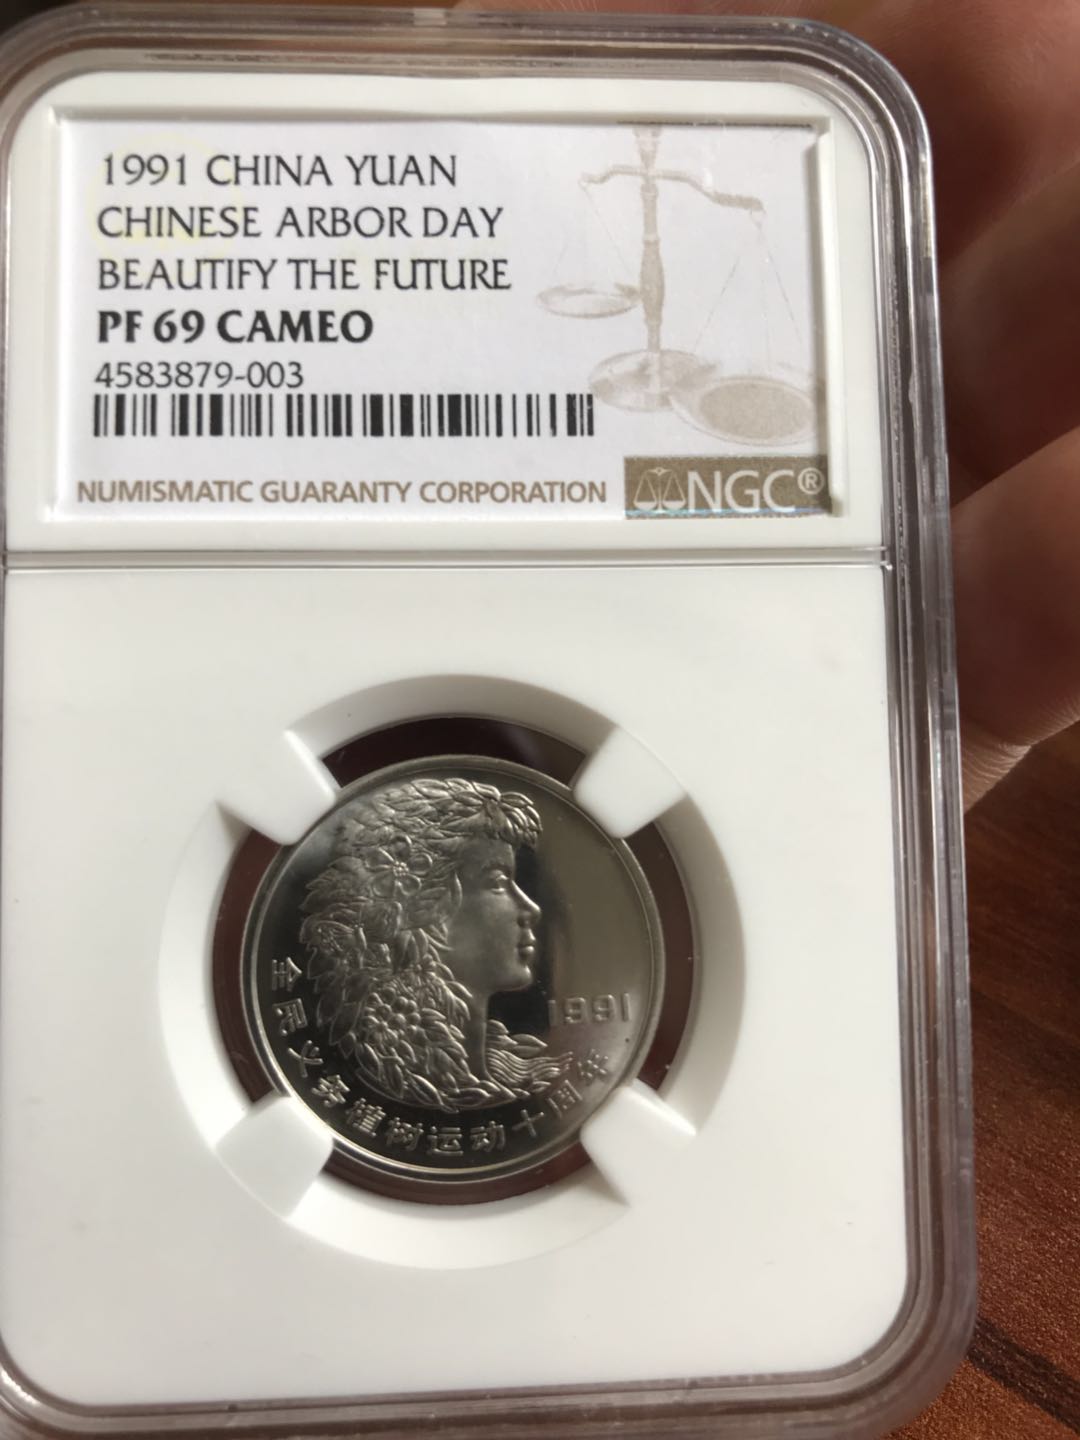 1991 CHINA YUAN
CHINESE ARBOR DAY
BEAUTIFY THE FUTURE
PF 69 CAMEO
4583879-003
NUMISMATIC GUARANTY CORPORATION
NGC®
1991
全民义务植树运动十周年